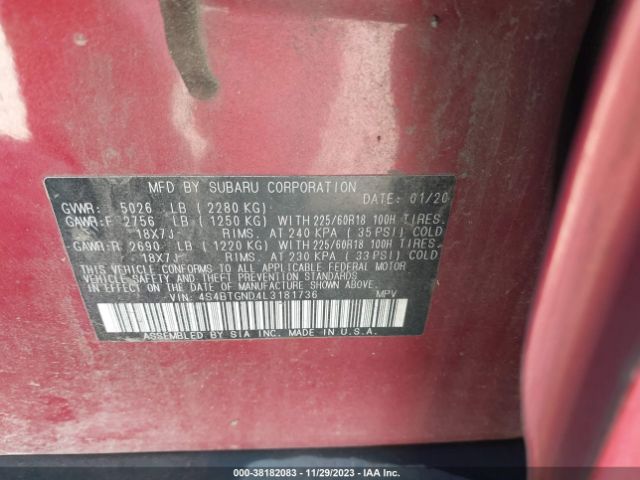 MFD BY SUBARU CORPORATION
DATE: 01/20
GVWR: 5026 LB (2280 KG)
GAWR:F 2756 LB (1250 KG) WITH 225/60R18 100H TIRES.
18X7J RIMS. AT 240 KPA (35 PSI) COLD
GAWR:R 2690 LB (1220 KG) WITH 225/60R18 100H TIRES.
18X7J RIMS. AT 230 KPA (33 PSI) COLD
THIS VEHICLE CONFORMS TO ALL APPLICABLE FEDERAL MOTOR
VEHICLE SAFETY AND THEFT PREVENTION STANDARDS IN
EFFECT ON THE DATE OF MANUFACTURE SHOWN ABOVE.
VIN: 4S4BTGND4L3181736 MPV
ASSEMBLED BY SIA INC. MADE IN U.S.A.
000-38182083 - 11/29/2023 - IAA Inc.